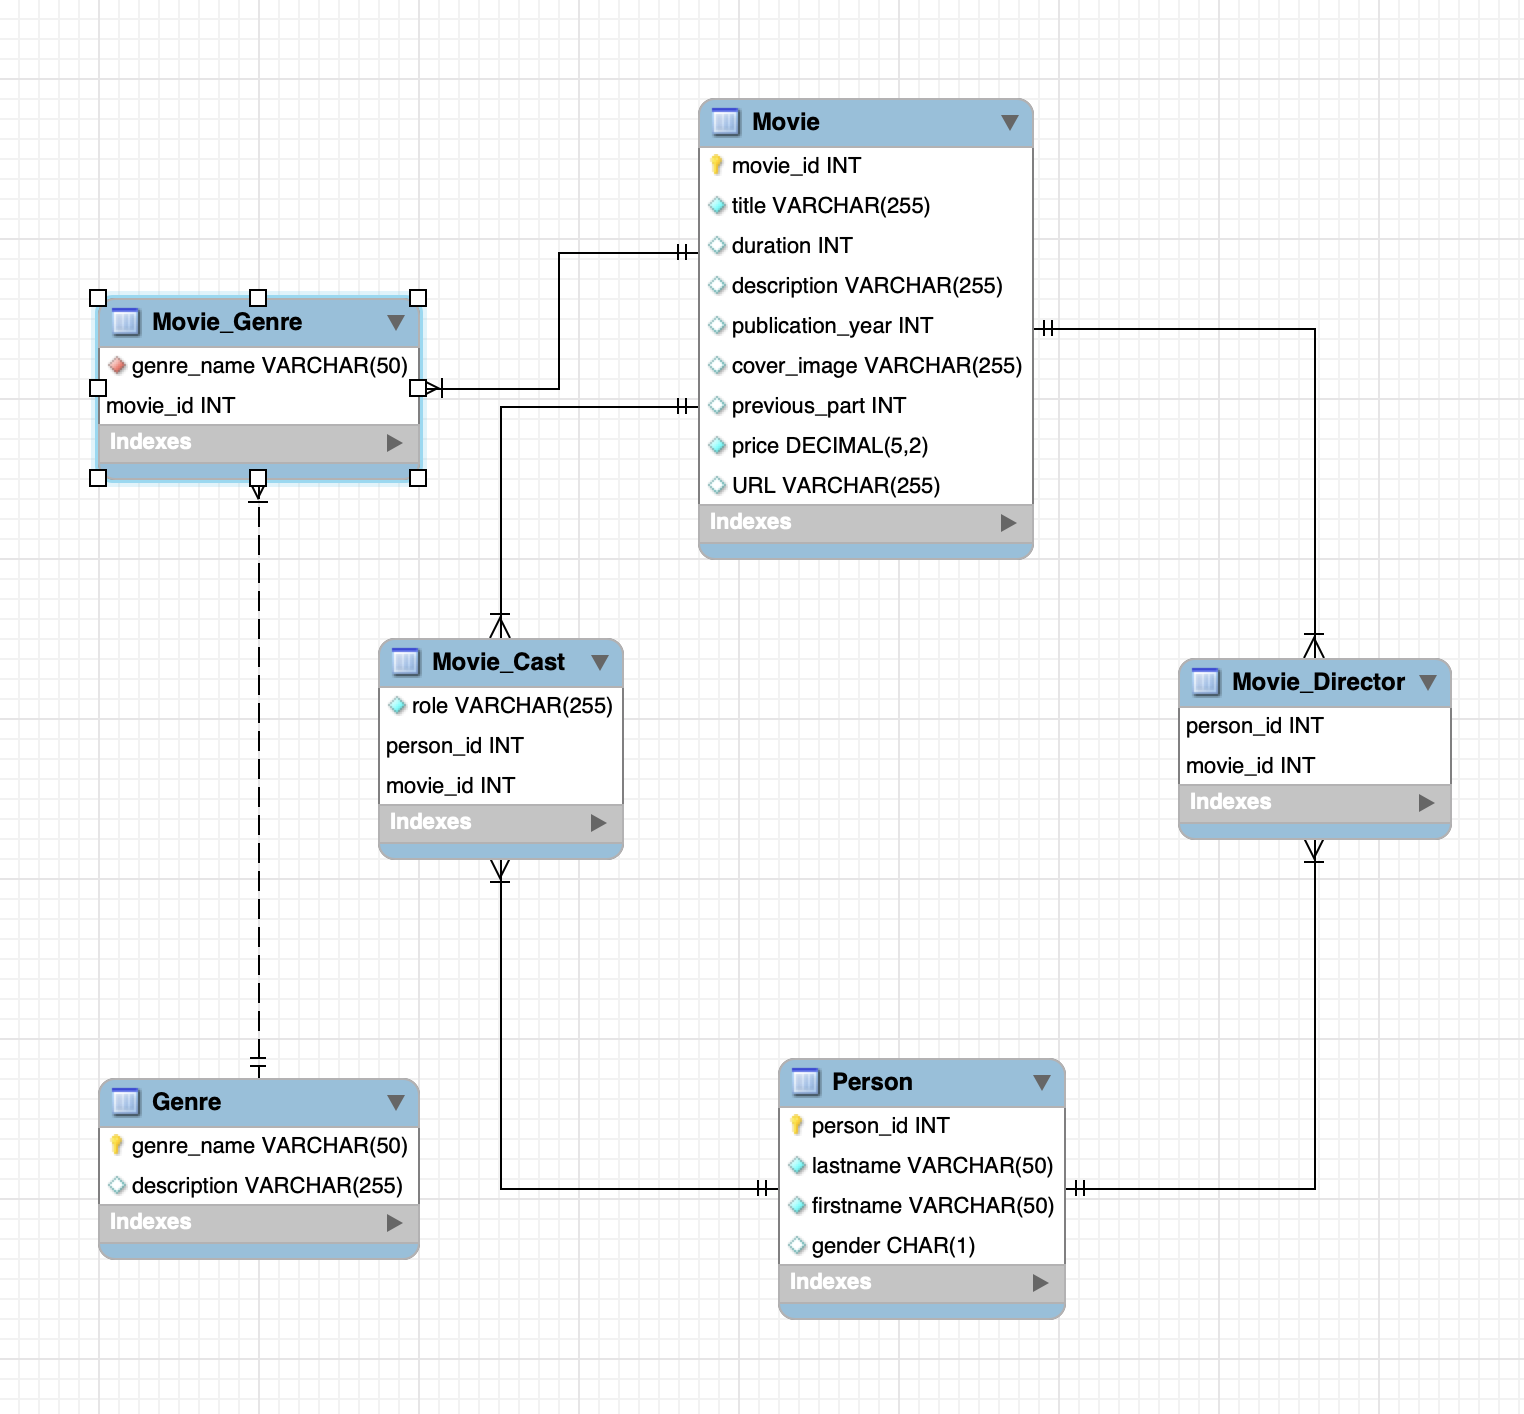 Movie
movie_id INT
title VARCHAR(255)
duration INT
description VARCHAR(255)
publication_year INT
cover_image VARCHAR(255)
previous_part INT
price DECIMAL(5,2)
URL VARCHAR(255)
Indexes
Movie_Genre
genre_name VARCHAR(50)
movie_id INT
Indexes
Movie_Cast
role VARCHAR(255)
person_id INT
movie_id INT
Indexes
Movie_Director
person_id INT
movie_id INT
Indexes
Genre
genre_name VARCHAR(50)
description VARCHAR(255)
Indexes
Person
person_id INT
lastname VARCHAR(50)
firstname VARCHAR(50)
gender CHAR(1)
Indexes